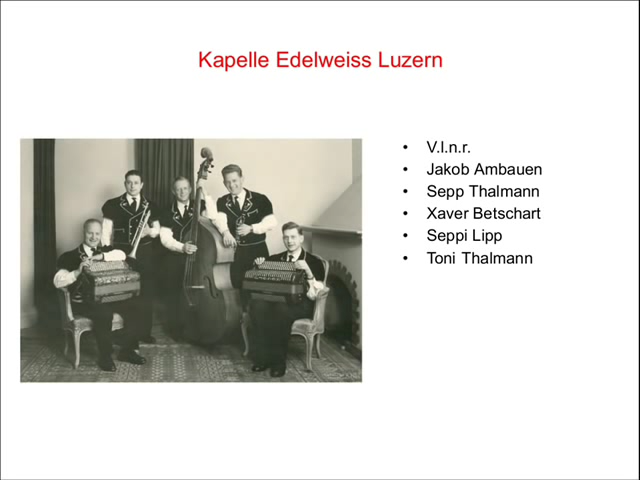 Kapelle Edelweiss Luzern
• V.l.n.r.
• Jakob Ambauen
• Sepp Thalmann
• Xaver Betschart
• Seppi Lipp
• Toni Thalmann